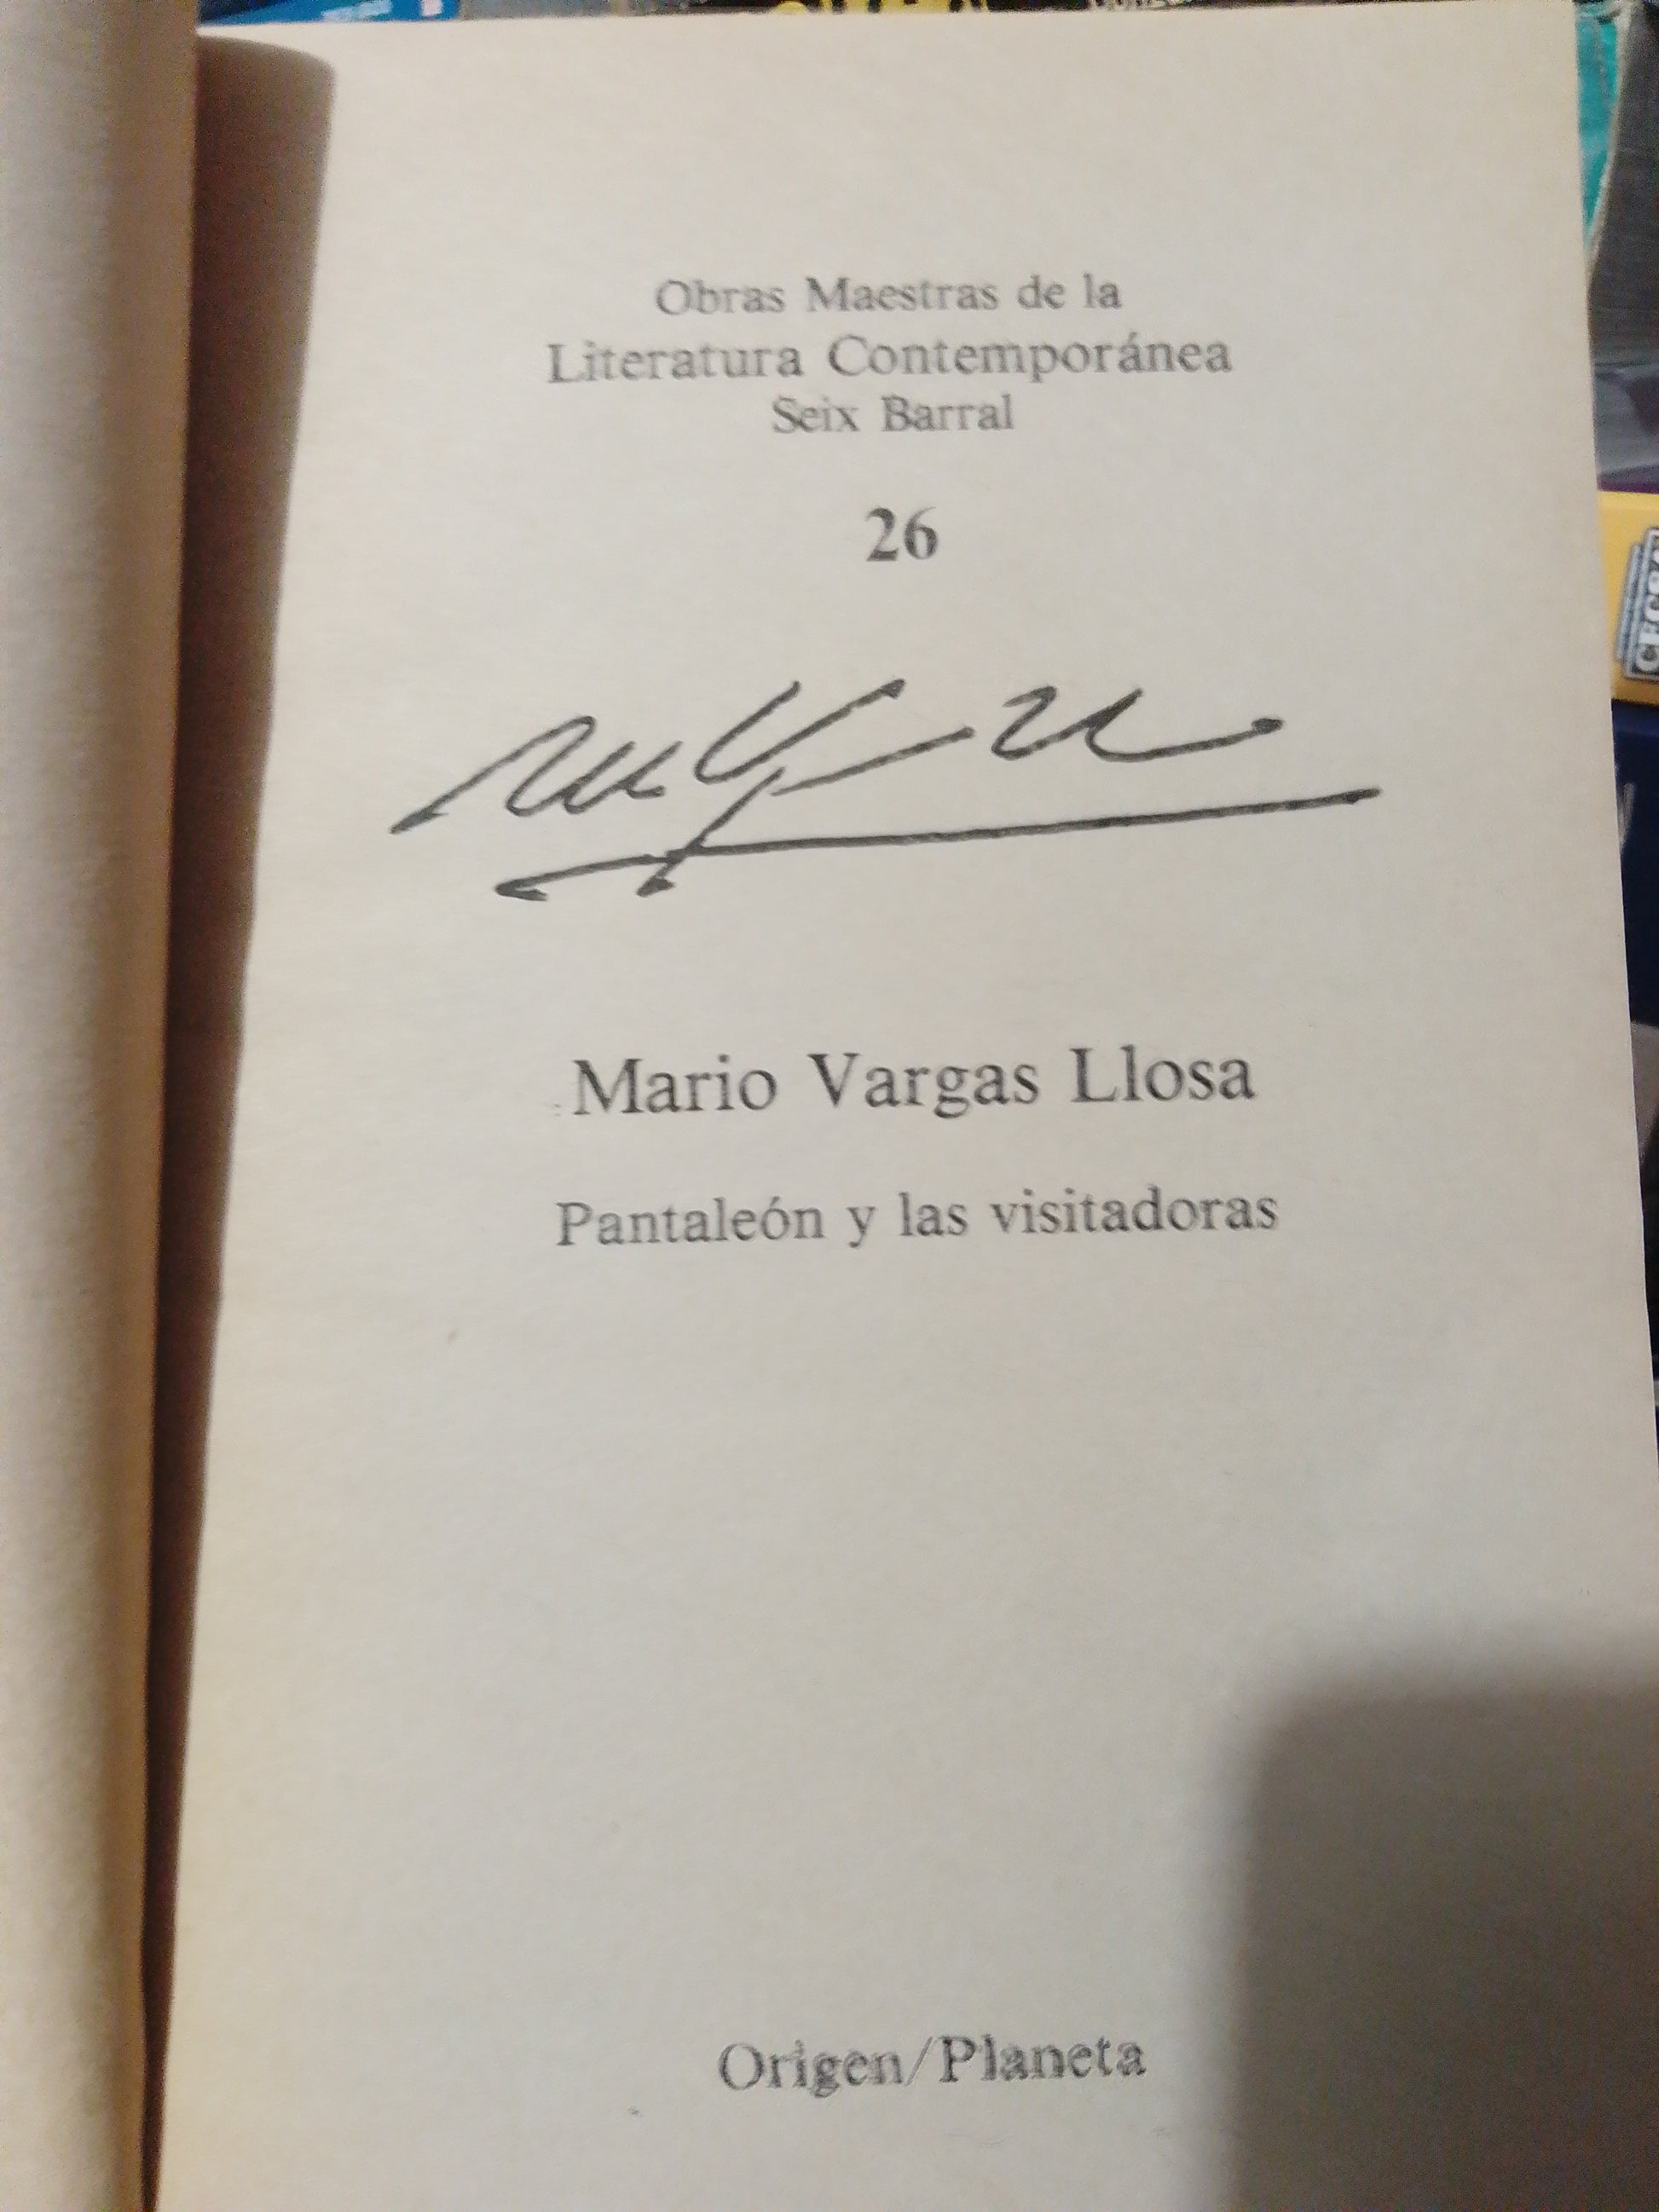 Obras Maestras de la
Literatura Contemporánea
Seix Barral
26
Mario Vargas Llosa
Pantaleón y las visitadoras
Origen/Planeta